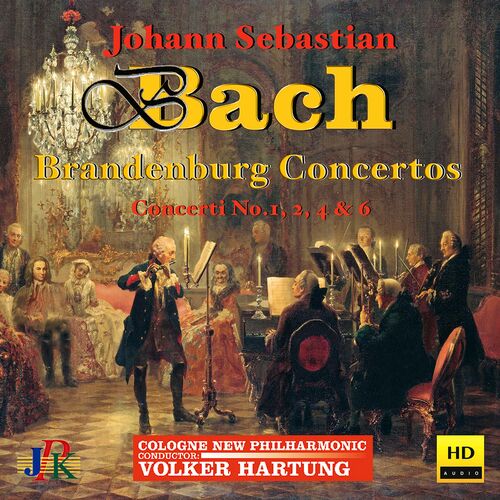 Johann Sebastian
Bach
Brandenburg Concertos
Concerti No.1, 2, 4 & 6
COLOGNE NEW PHILHARMONIC
CONDUCTOR:
VOLKER HARTUNG
JPK
HD
AUDIO